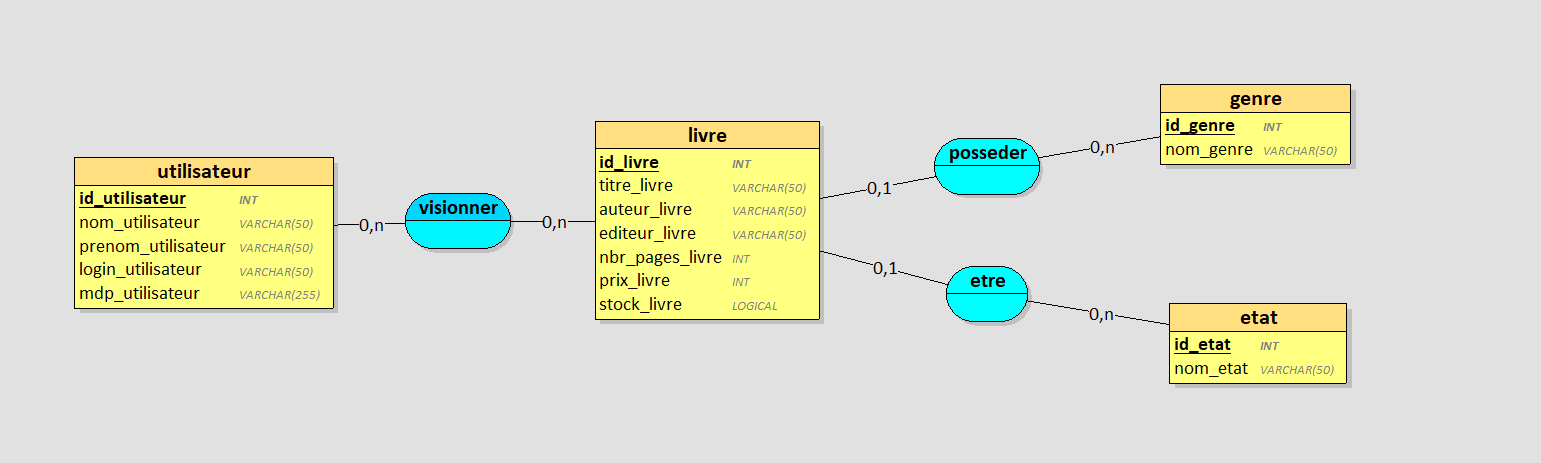 utilisateur
id_utilisateur INT
nom_utilisateur VARCHAR(50)
prenom_utilisateur VARCHAR(50)
login_utilisateur VARCHAR(50)
mdp_utilisateur VARCHAR(255)
0,n
visionner
0,n
livre
id_livre INT
titre_livre VARCHAR(50)
auteur_livre VARCHAR(50)
editeur_livre VARCHAR(50)
nbr_pages_livre INT
prix_livre INT
stock_livre LOGICAL
0,1
posseder
0,n
genre
id_genre INT
nom_genre VARCHAR(50)
0,1
etre
0,n
etat
id_etat INT
nom_etat VARCHAR(50)